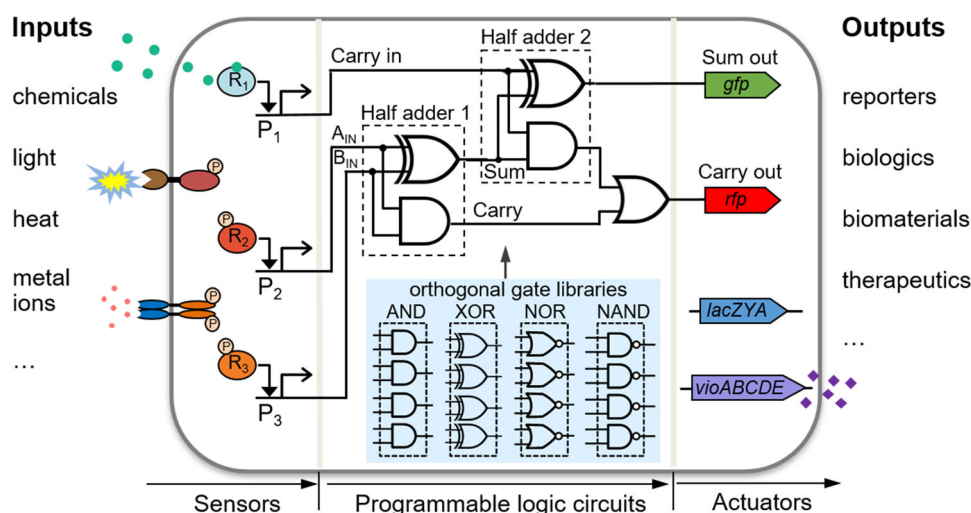 Inputs
chemicals
light
heat
metal
ions
...
R1
P1
P
P
R2
P2
P
P
P
R3
P3
Carry in
Half adder 1
AIN
BIN
Sum
Carry
Half adder 2
orthogonal gate libraries
AND XOR NOR NAND
Sum out
gfp
Carry out
rfp
lacZYA
vioABCDE
Outputs
reporters
biologics
biomaterials
therapeutics
...
Sensors Programmable logic circuits Actuators